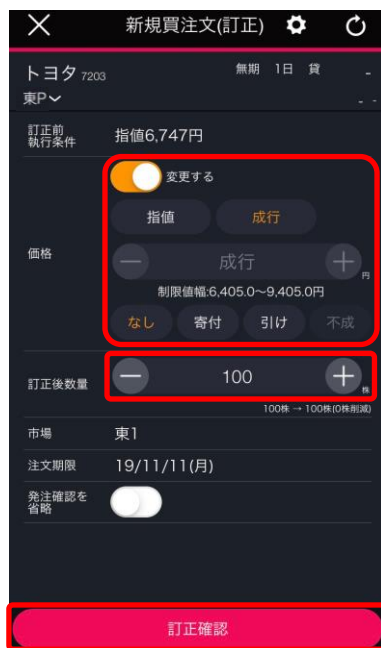 新規買注文(訂正)
トヨタ 7203 無期 1日 貸 -
東P - -
訂正前
執行条件 指値6,747円
変更する
指値 成行
価格
成行 円
制限値幅:6,405.0～9,405.0円
なし 寄付 引け 不成
訂正後数量 100 株
100株 → 100株(0株削減)
市場 東1
注文期限 19/11/11(月)
発注確認を
省略
訂正確認